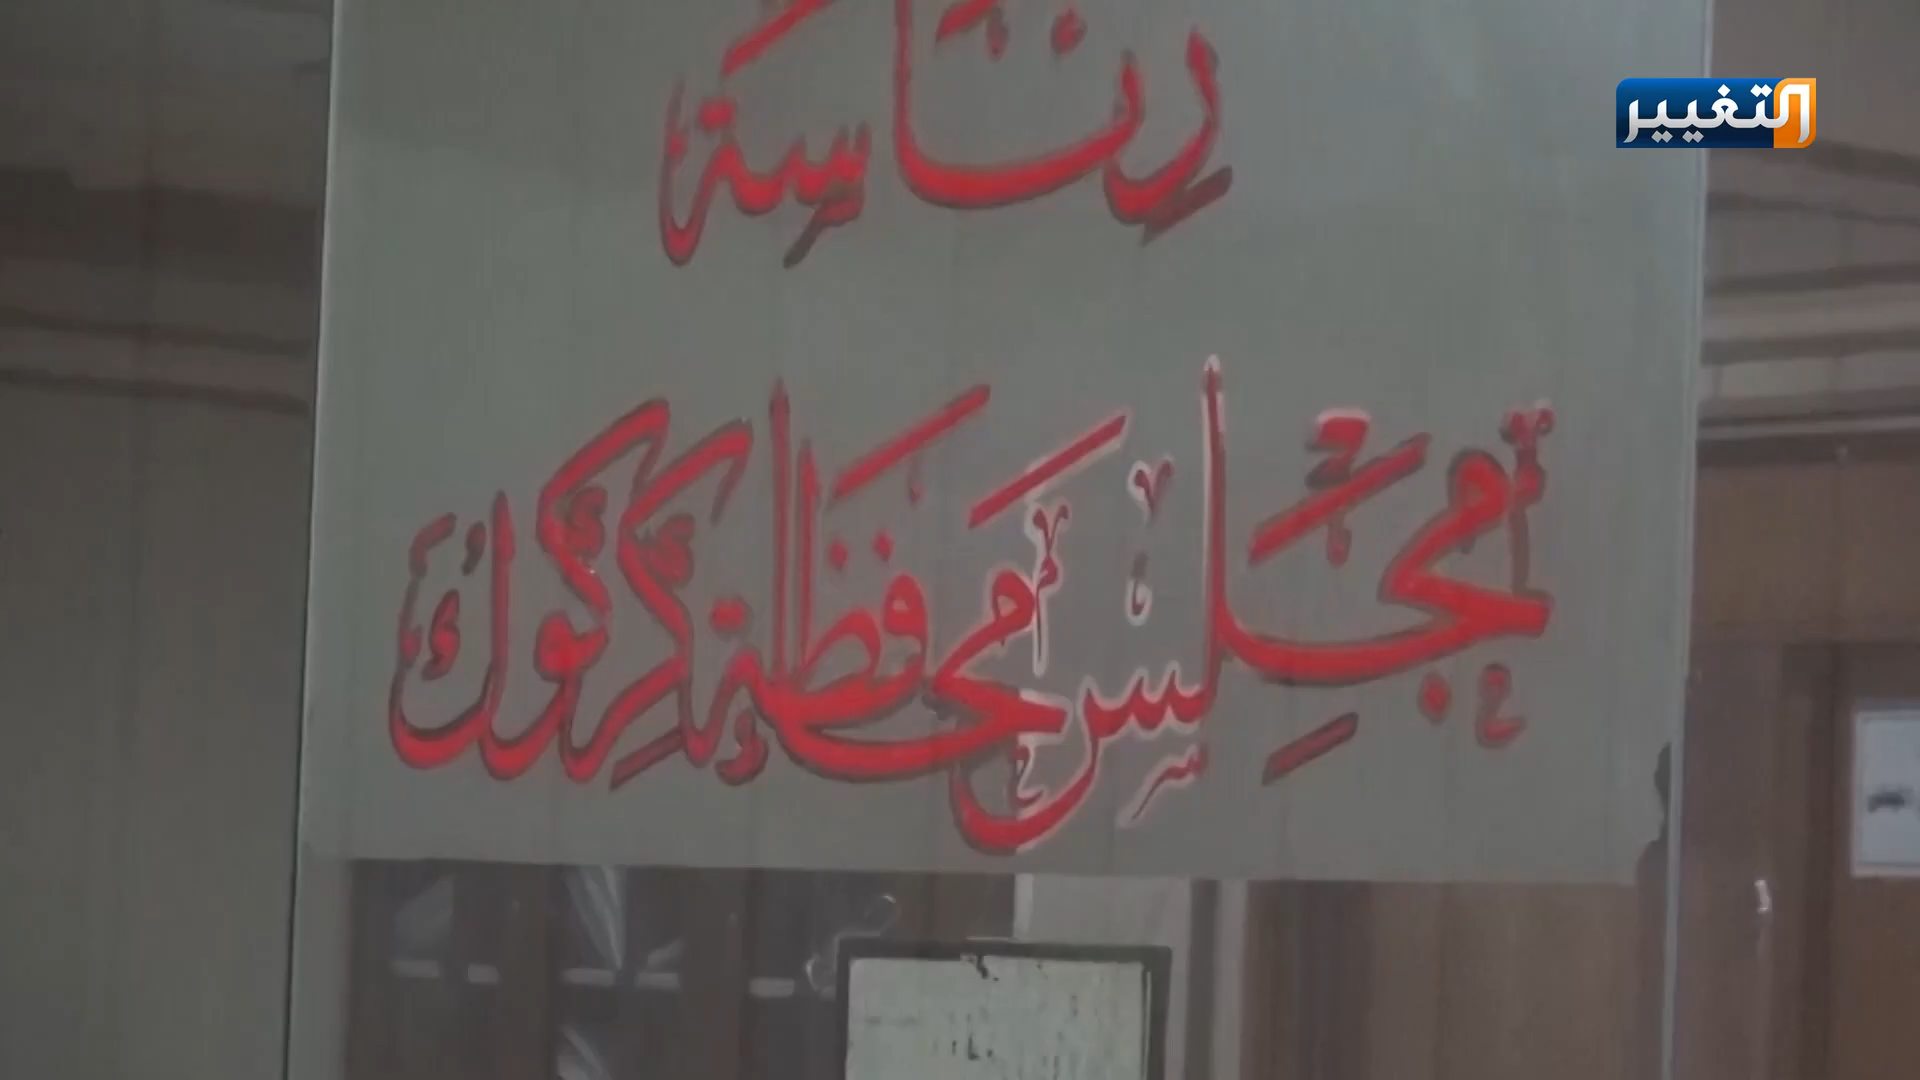 التغيير
رئاسة
مجلس محافظة كركوك